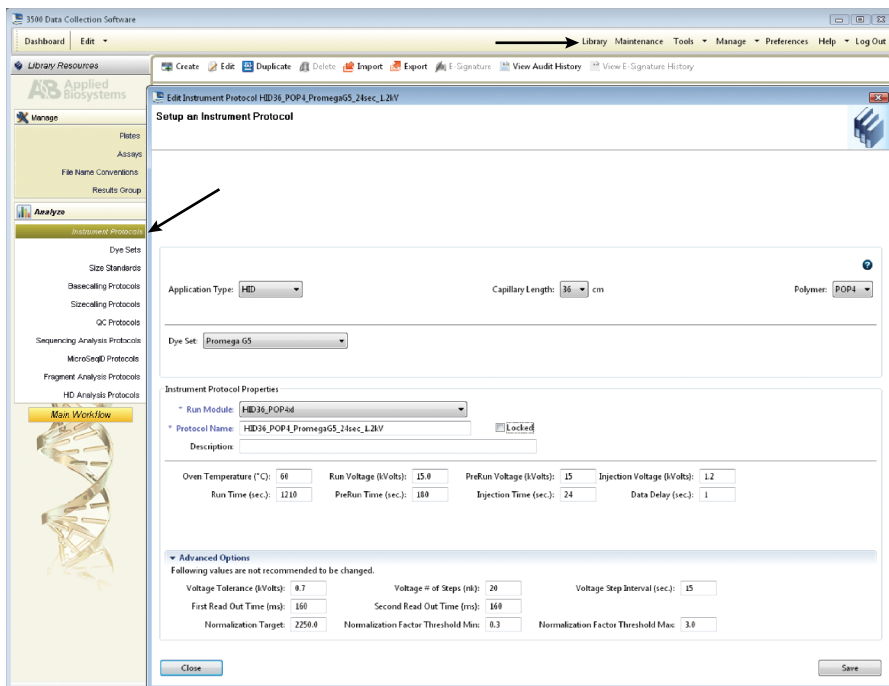 3500 Data Collection Software
Dashboard Edit Library Maintenance Tools Manage Preferences Help Log Out
Library Resources
Create Edit Duplicate Delete Import Export E-Signature View Audit History View E-Signature History
AB Applied Biosystems
Edit Instrument Protocol HID36_POP4_PromegaG5_24sec_1.2kV
Setup an Instrument Protocol
Manage
Plates
Assays
File Name Conventions
Results Group
Analyze
Instrument Protocols
Dye Sets
Size Standards
Basecalling Protocols
Sizecalling Protocols
QC Protocols
Sequencing Analysis Protocols
MicroSeqID Protocols
Fragment Analysis Protocols
HID Analysis Protocols
Main Workflow
Application Type: HID Capillary Length: 36 cm Polymer: POP4
Dye Set: Promega G5
Instrument Protocol Properties
* Run Module: HID36_POP4xl
* Protocol Name: HID36_POP4_PromegaG5_24sec_1.2kV Locked
Description:
Oven Temperature (°C): 60 Run Voltage (kVolts): 15.0 PreRun Voltage (kVolts): 15 Injection Voltage (kVolts): 1.2
Run Time (sec.): 1210 PreRun Time (sec.): 180 Injection Time (sec.): 24 Data Delay (sec.): 1
Advanced Options
Following values are not recommended to be changed.
Voltage Tolerance (kVolts): 0.7 Voltage # of Steps (nk): 20 Voltage Step Interval (sec.): 15
First Read Out Time (ms): 160 Second Read Out Time (ms): 160
Normalization Target: 2250.0 Normalization Factor Threshold Min: 0.3 Normalization Factor Threshold Max: 3.0
Close Save